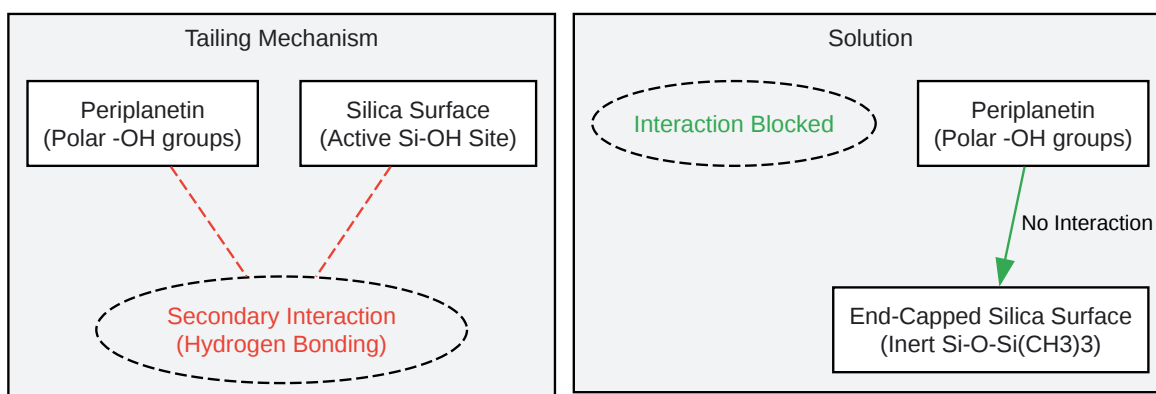 Tailing Mechanism
Periplanetin
(Polar -OH groups)
Silica Surface
(Active Si-OH Site)
Secondary Interaction
(Hydrogen Bonding)
Solution
Interaction Blocked
Periplanetin
(Polar -OH groups)
No Interaction
End-Capped Silica Surface
(Inert Si-O-Si(CH3)3)